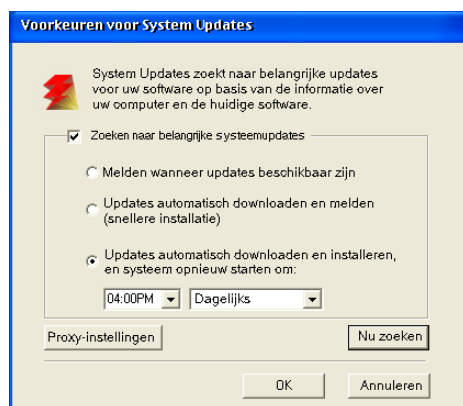 Voorkeuren voor System Updates
System Updates zoekt naar belangrijke updates
voor uw software op basis van de informatie over
uw computer en de huidige software.
Zoeken naar belangrijke systeemupdates
Melden wanneer updates beschikbaar zijn
Updates automatisch downloaden en melden
(snellere installatie)
Updates automatisch downloaden en installeren,
en systeem opnieuw starten om:
04:00PM Dagelijks
Proxy-instellingen Nu zoeken
OK Annuleren